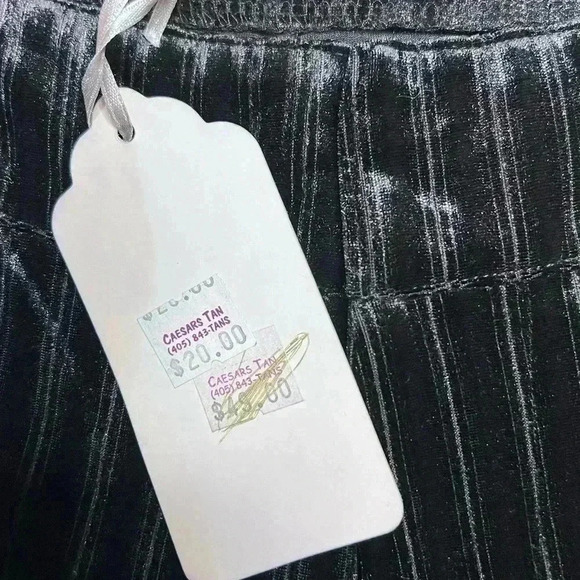 CAESARS TAN
(405) 843-TANS
$20.00
CAESARS TAN
(405) 843-TANS